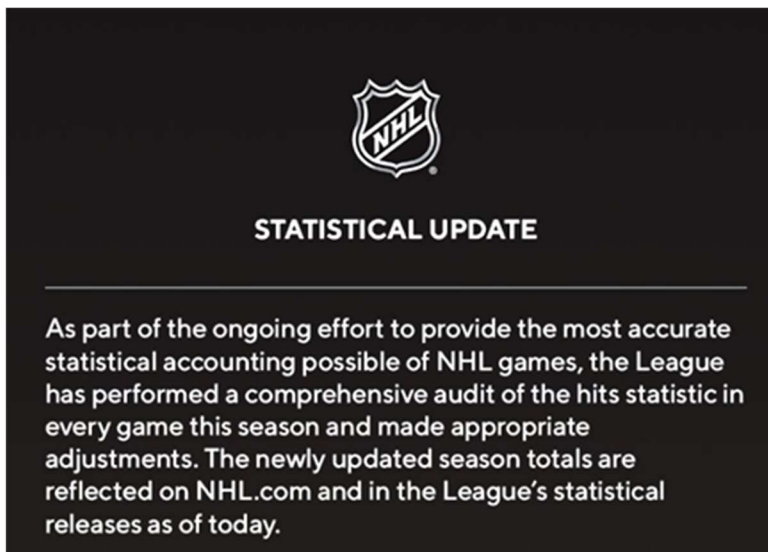 NHL
STATISTICAL UPDATE
As part of the ongoing effort to provide the most accurate
statistical accounting possible of NHL games, the League
has performed a comprehensive audit of the hits statistic in
every game this season and made appropriate
adjustments. The newly updated season totals are
reflected on NHL.com and in the League’s statistical
releases as of today.